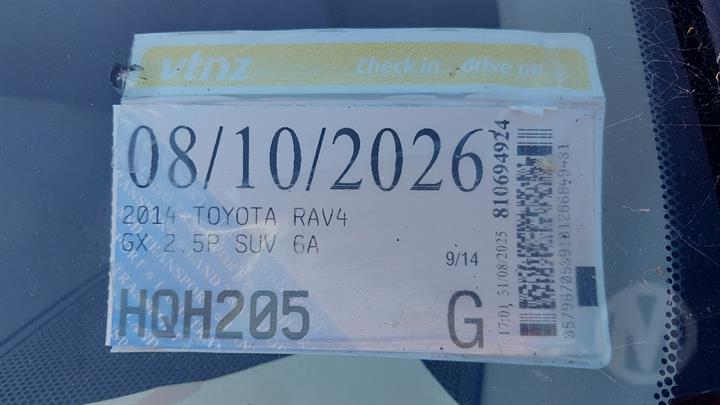 vtnz
Check in... drive on...
08/10/2026
2014 TOYOTA RAV4
GX 2.5P SUV 6A
9/14
HQH205
G
17:01, 31/08/2025
810694924
M